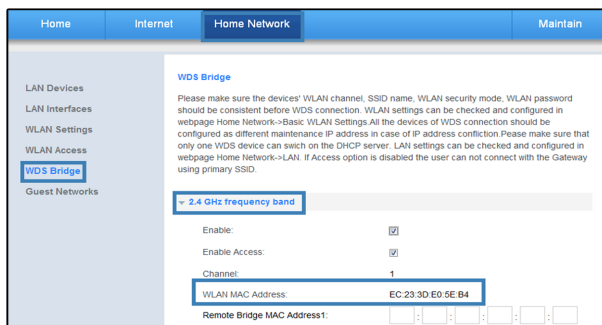 Home Internet Home Network Maintain
LAN Devices
LAN Interfaces
WLAN Settings
WLAN Access
WDS Bridge
Guest Networks
WDS Bridge
Please make sure the devices' WLAN channel, SSID name, WLAN security mode, WLAN password
should be consistent before WDS connection. WLAN settings can be checked and configured in
webpage Home Network->Basic WLAN Settings.All the devices of WDS connection should be
configured as different maintenance IP address in case of IP address confliction.Pease make sure that
only one WDS device can swich on the DHCP server. LAN settings can be checked and configured in
webpage Home Network->LAN. If Access option is disabled the user can not connect with the Gateway
using primary SSID.
2.4 GHz frequency band
Enable:
Enable Access:
Channel: 1
WLAN MAC Address: EC:23:3D:E0:5E:B4
Remote Bridge MAC Address1: : : : : :